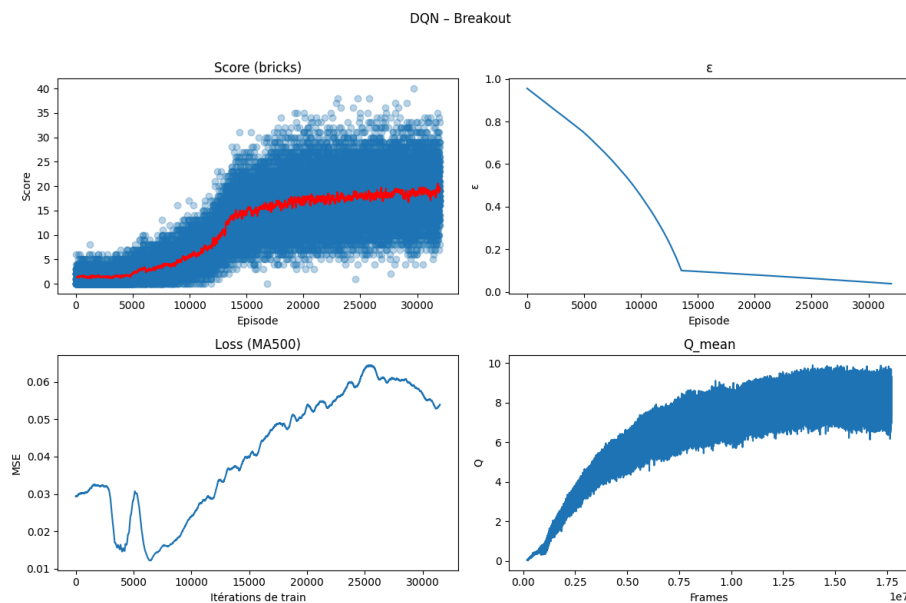 DQN – Breakout
Score (bricks)
Score
40
35
30
25
20
15
10
5
0
0 5000 10000 15000 20000 25000 30000
Episode
ε
ε
1.0
0.8
0.6
0.4
0.2
0.0
0 5000 10000 15000 20000 25000 30000
Episode
Loss (MA500)
MSE
0.06
0.05
0.04
0.03
0.02
0.01
0 5000 10000 15000 20000 25000 30000
Itérations de train
Q_mean
Q
10
8
6
4
2
0
0.00 0.25 0.50 0.75 1.00 1.25 1.50 1.75
1e7
Frames